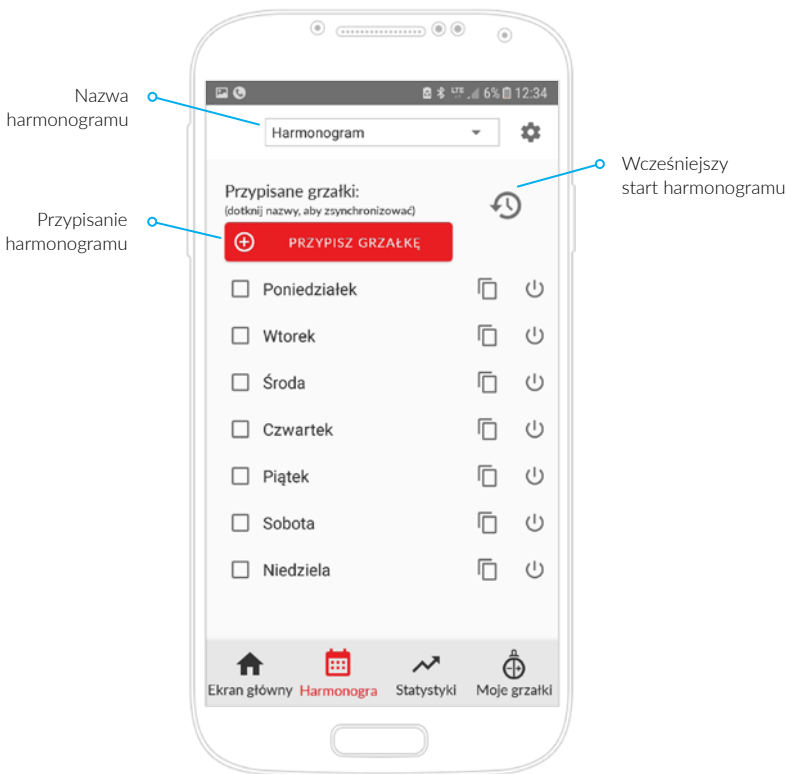 LTE 6% 12:34
Nazwa
harmonogramu
Harmonogram
Wcześniejszy
start harmonogramu
Przypisane grzałki:
(dotknij nazwy, aby zsynchronizować)
Przypisanie
harmonogramu
PRZYPISZ GRZAŁKĘ
Poniedziałek
Wtorek
Środa
Czwartek
Piątek
Sobota
Niedziela
Ekran główny Harmonogra Statystyki Moje grzałki